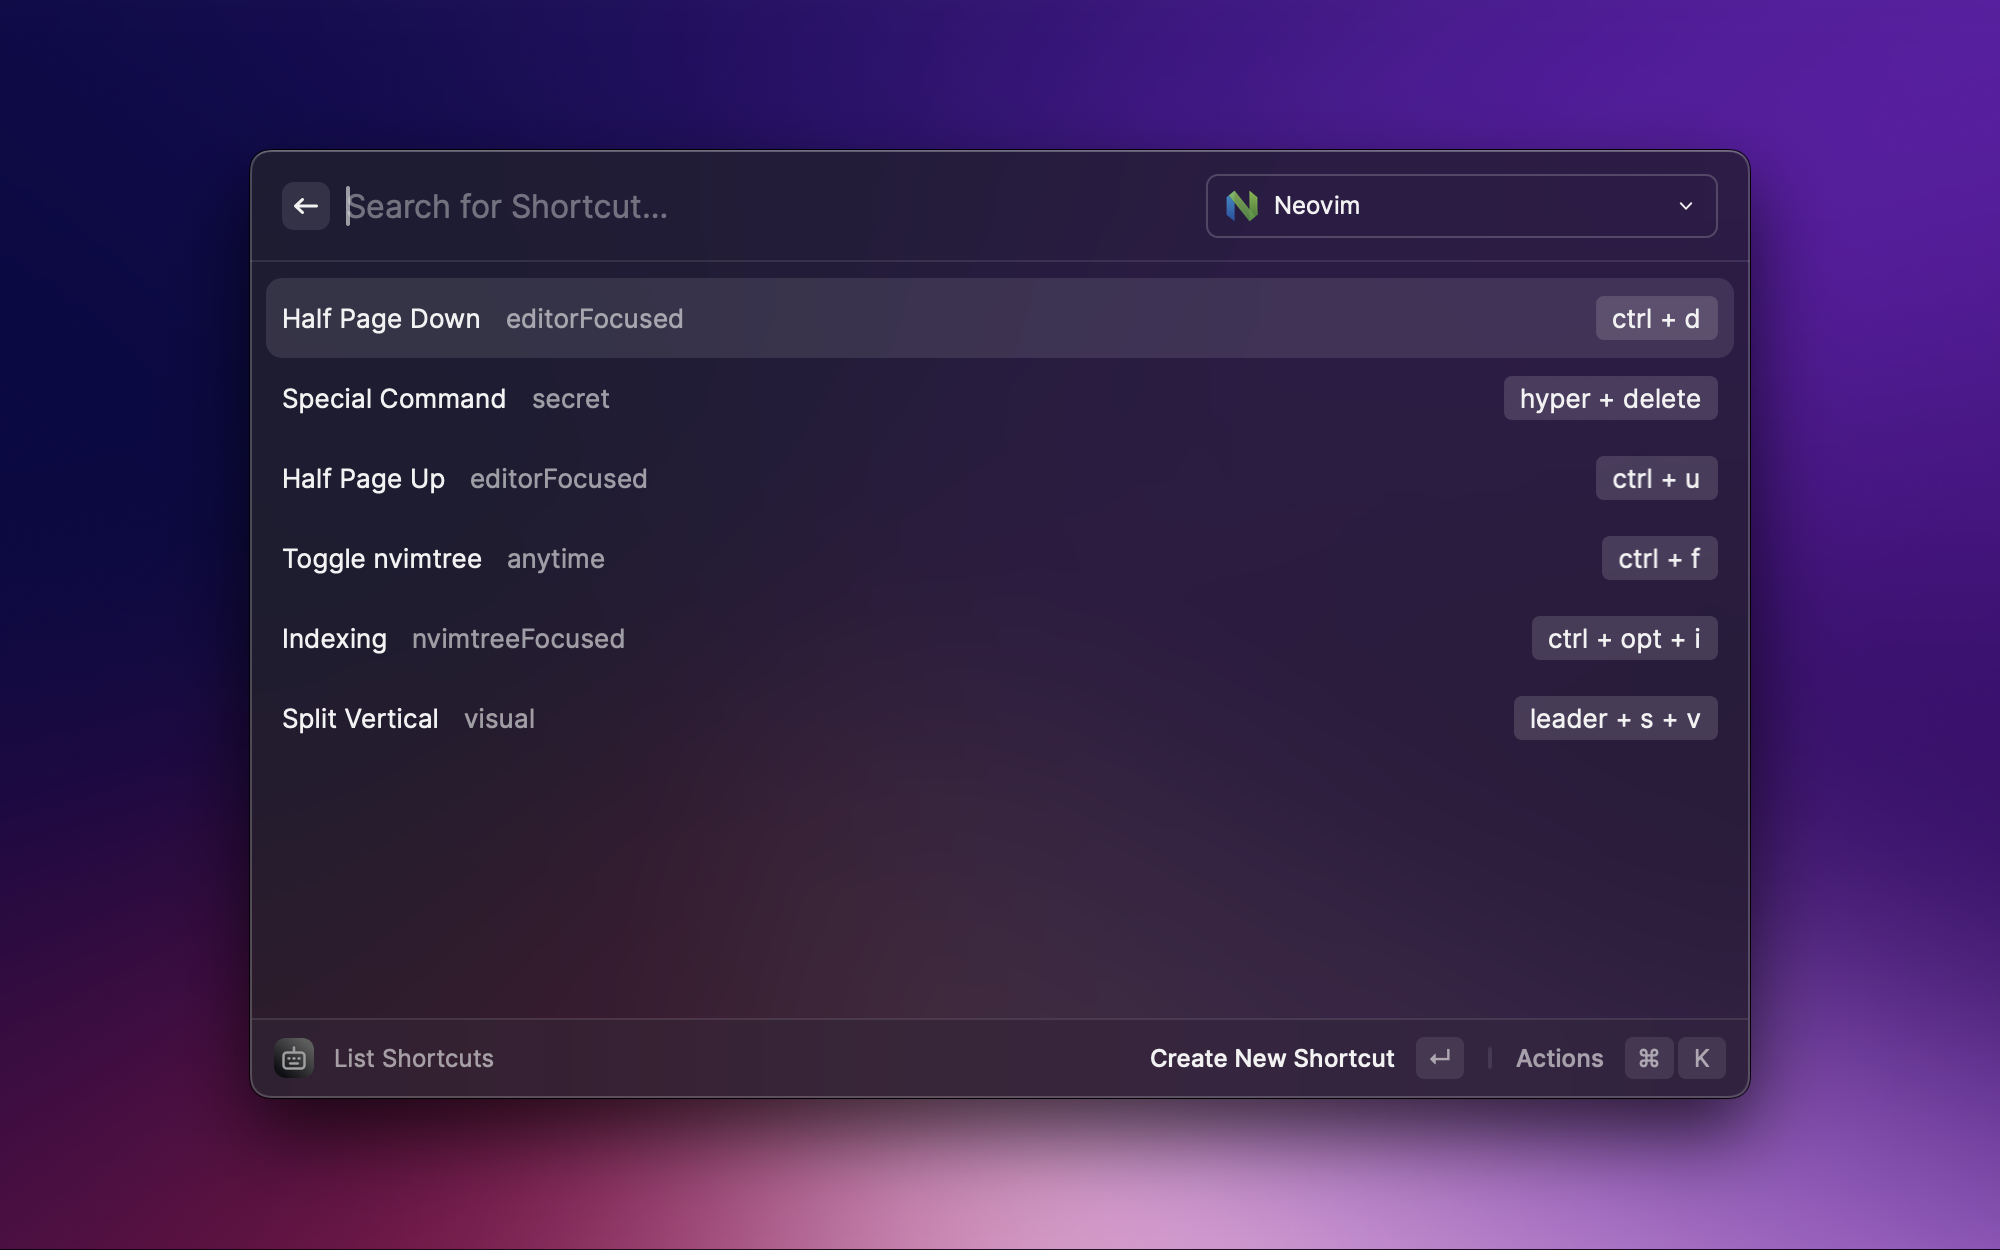 Search for Shortcut...
Neovim
Half Page Down editorFocused ctrl + d
Special Command secret hyper + delete
Half Page Up editorFocused ctrl + u
Toggle nvimtree anytime ctrl + f
Indexing nvimtreeFocused ctrl + opt + i
Split Vertical visual leader + s + v
List Shortcuts Create New Shortcut ↵ Actions ⌘ K